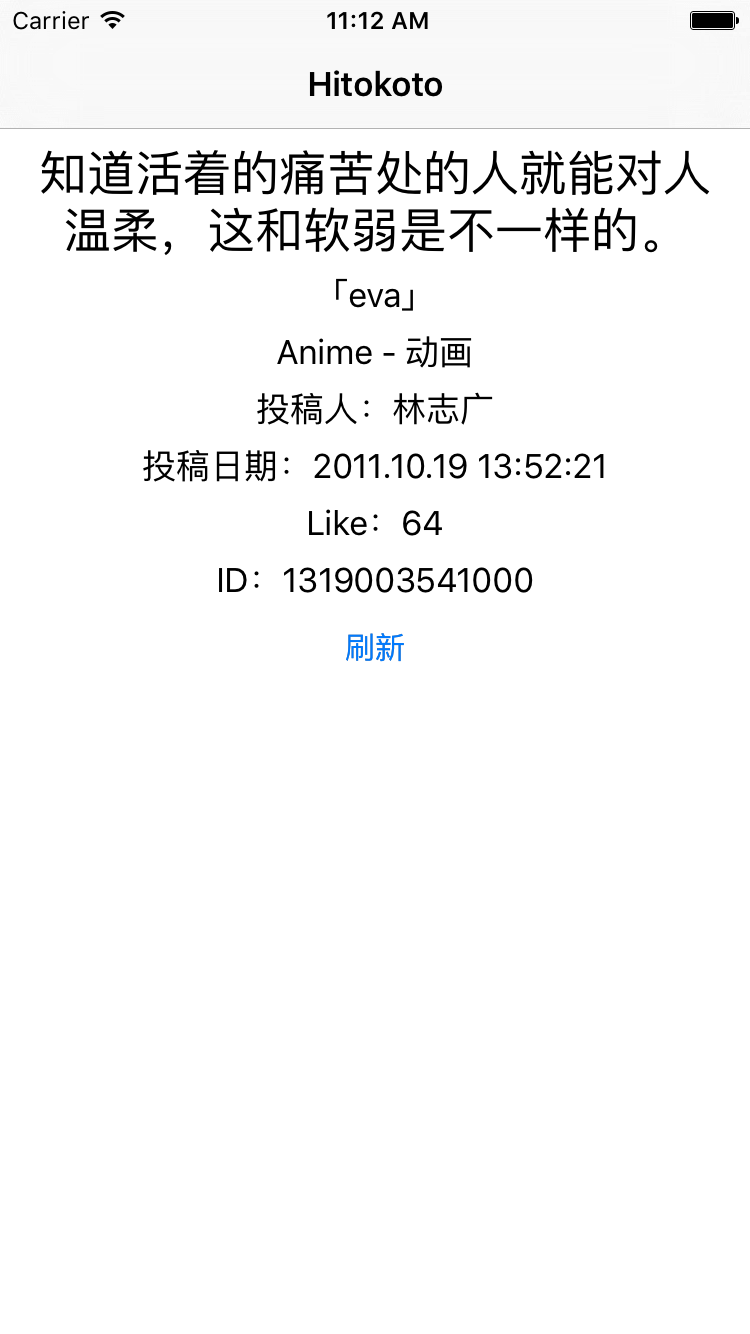 Carrier 11:12 AM
Hitokoto
知道活着的痛苦处的人就能对人
温柔，这和软弱是不一样的。
「eva」
Anime - 动画
投稿人：林志广
投稿日期：2011.10.19 13:52:21
Like：64
ID：1319003541000
刷新